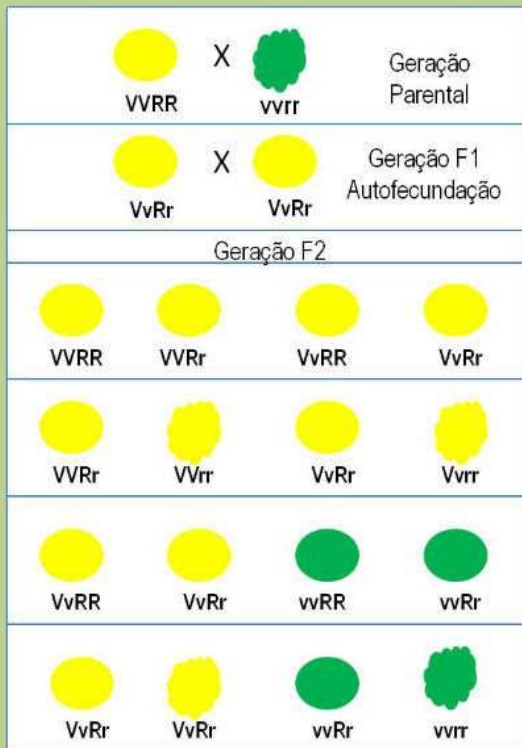 X
VVRR vvrr
Geração
Parental
X
VvRr VvRr
Geração F1
Autofecundação
Geração F2
VVRR VVRr VvRR VvRr
VVRr VVrr VvRr Vvrr
VvRR VvRr vvRR vvRr
VvRr VvRr vvRr vvrr